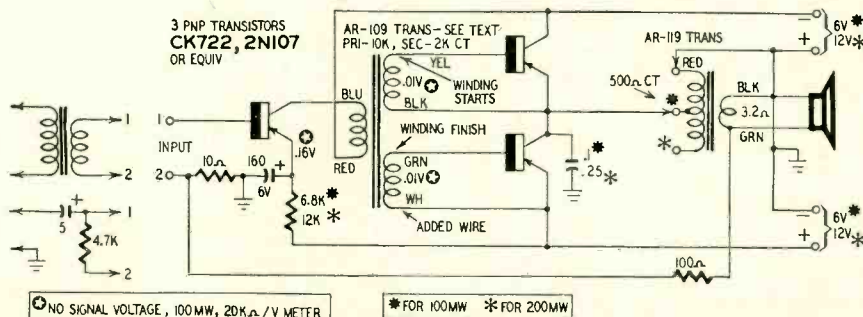 3 PNP TRANSISTORS
CK722, 2N107
OR EQUIV
AR-109 TRANS-SEE TEXT
PRI-10K, SEC-2K CT
YEL
.01V ✪
BLK
WINDING
STARTS
AR-119 TRANS
RED
500Ω CT
✱
✻
BLK
3.2Ω
GRN
− 6V ✱
+ 12V ✻
1
2
1
INPUT
2
10Ω
160
+
6V
✪
.16V
BLU
RED
WINDING FINISH
GRN
.01V ✪
WH
ADDED WIRE
6.8K ✱
12K ✻
.1 ✱
.25 ✻
− 6V ✱
+ 12V ✻
100Ω
+
5
4.7K
1
2
✪ NO SIGNAL VOLTAGE, 100MW, 20KΩ/V METER
✱ FOR 100MW ✻ FOR 200MW